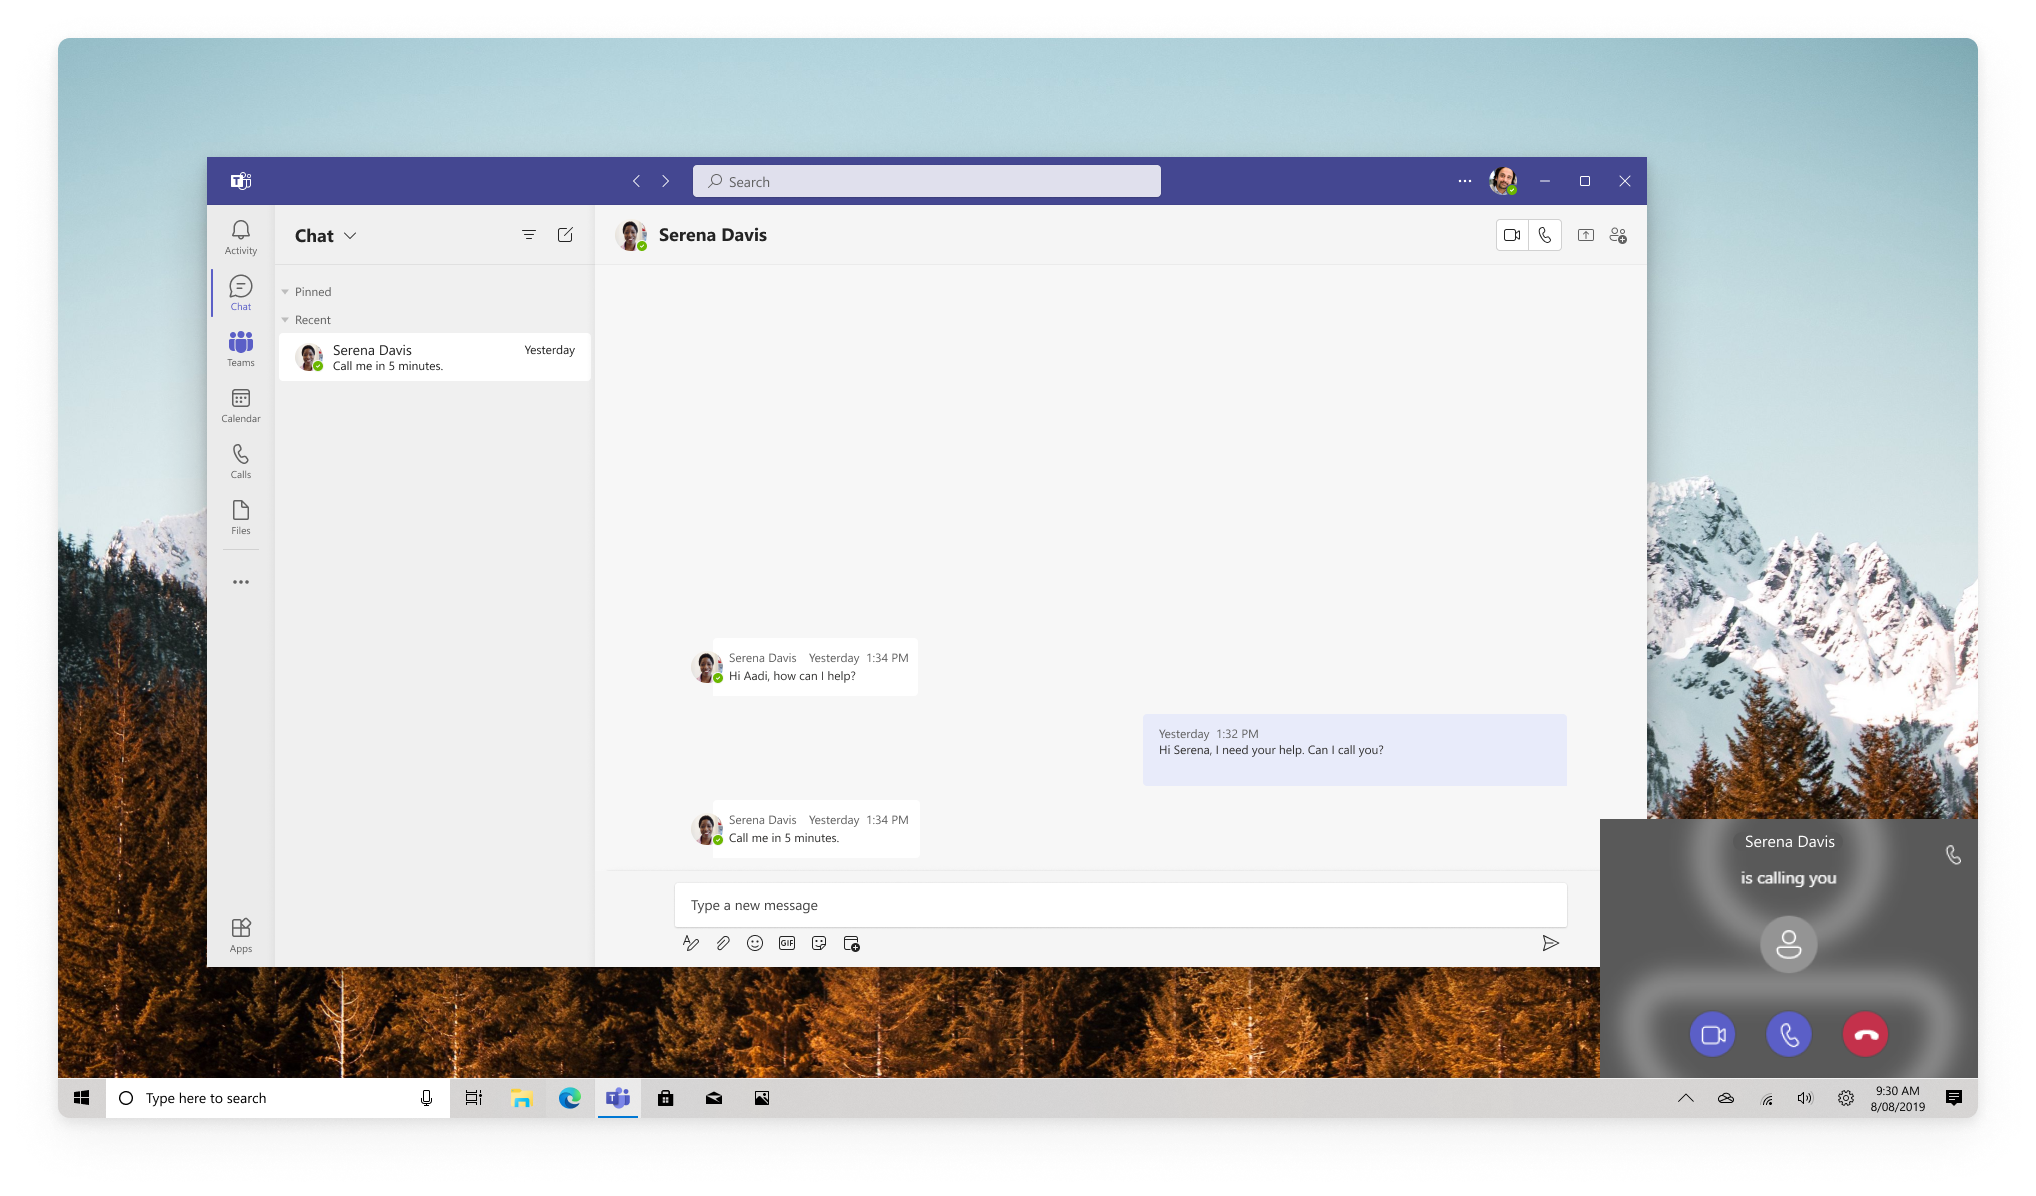 Search
Activity
Chat
Teams
Calendar
Calls
Files
Apps
Chat
Pinned
Recent
Serena Davis Yesterday
Call me in 5 minutes.
Serena Davis
Serena Davis Yesterday 1:34 PM
Hi Aadi, how can I help?
Yesterday 1:32 PM
Hi Serena, I need your help. Can I call you?
Serena Davis Yesterday 1:34 PM
Call me in 5 minutes.
Type a new message
GIF
Serena Davis
is calling you
Type here to search
9:30 AM
8/08/2019